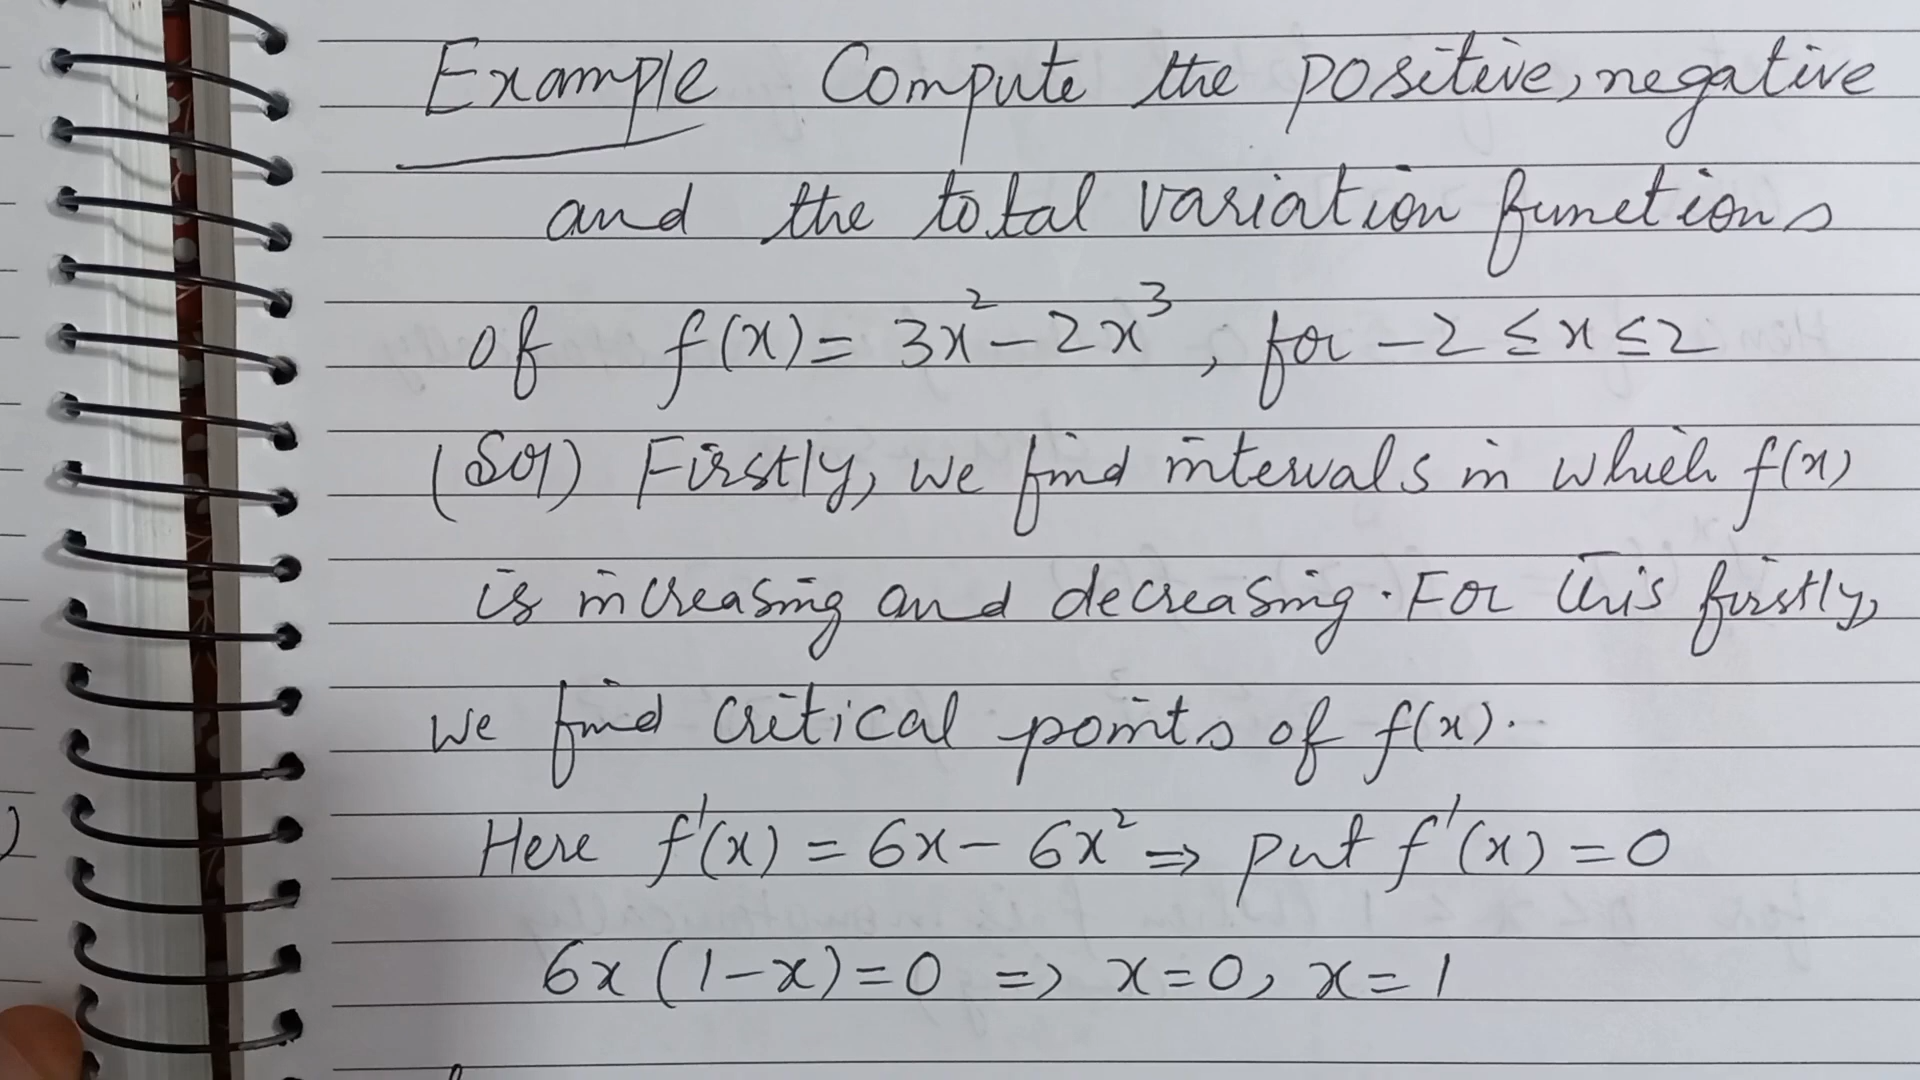 Example Compute the positive, negative
and the total variation functions
of f(x) = 3x² - 2x³, for -2 ≤ x ≤ 2
(Sol) Firstly, we find intervals in which f(x)
is increasing and decreasing. For this firstly,
we find critical points of f(x).
Here f'(x) = 6x - 6x² ⇒ put f'(x) = 0
6x (1-x) = 0 ⇒ x = 0, x = 1